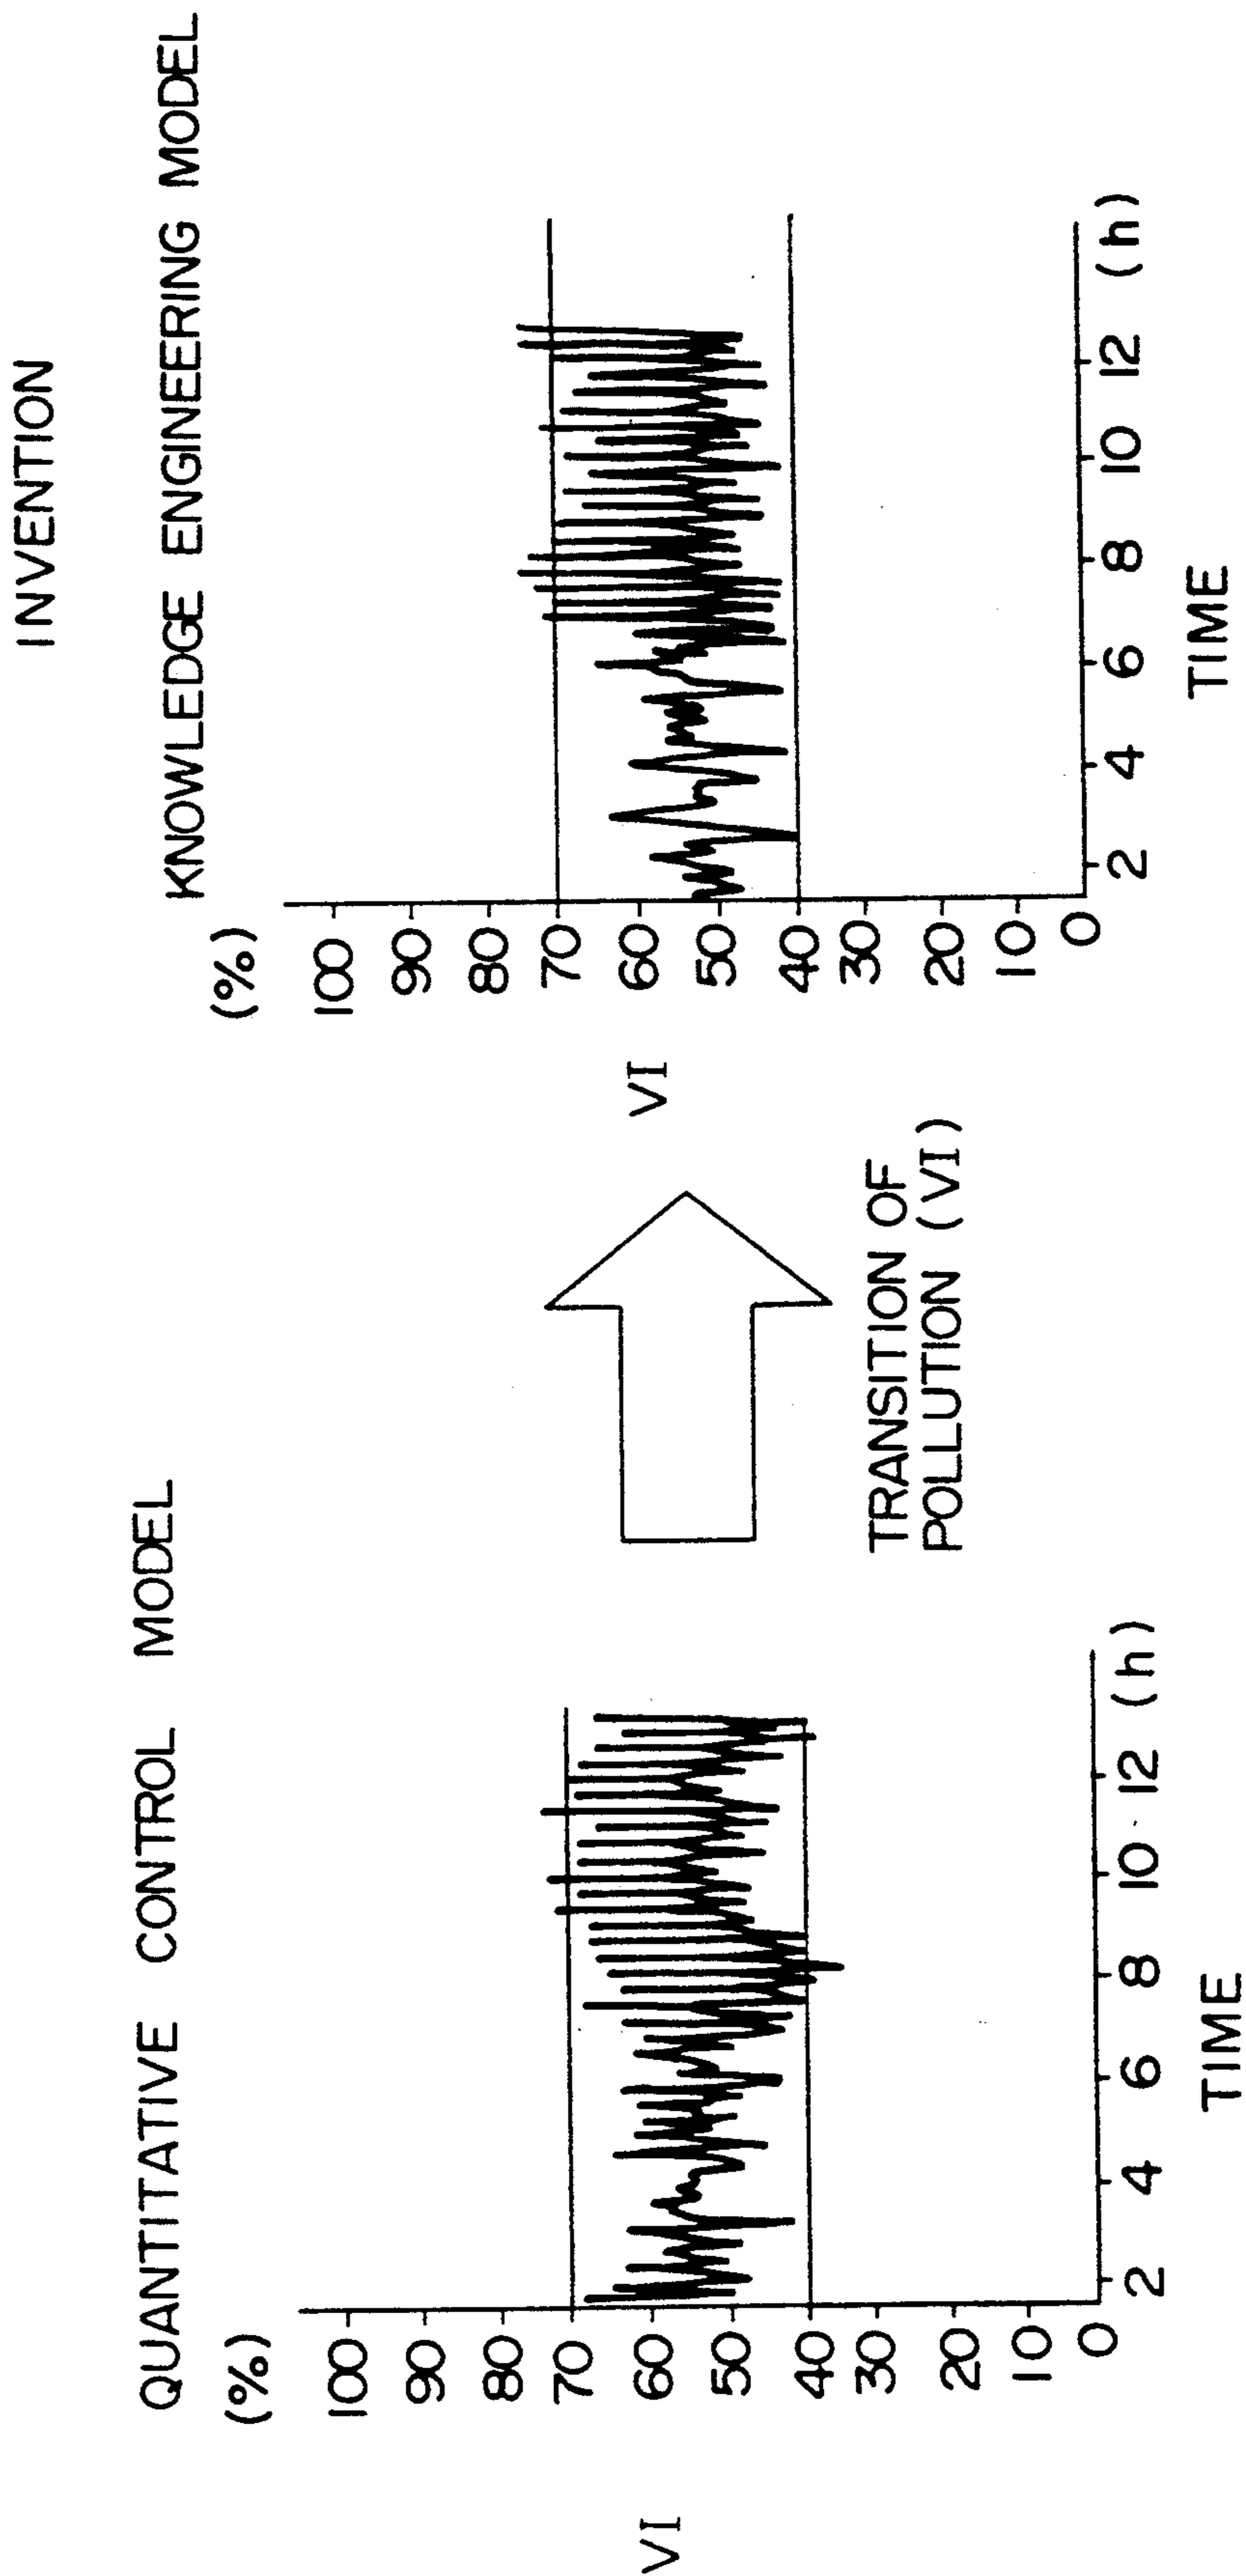 INVENTION
QUANTITATIVE CONTROL MODEL
(%)
100
90
80
70
60
50
40
30
20
10
0
VI
2 4 6 8 10 12 (h)
TIME
TRANSITION OF
POLLUTION (VI)
KNOWLEDGE ENGINEERING MODEL
(%)
100
90
80
70
60
50
40
30
20
10
0
VI
2 4 6 8 10 12 (h)
TIME